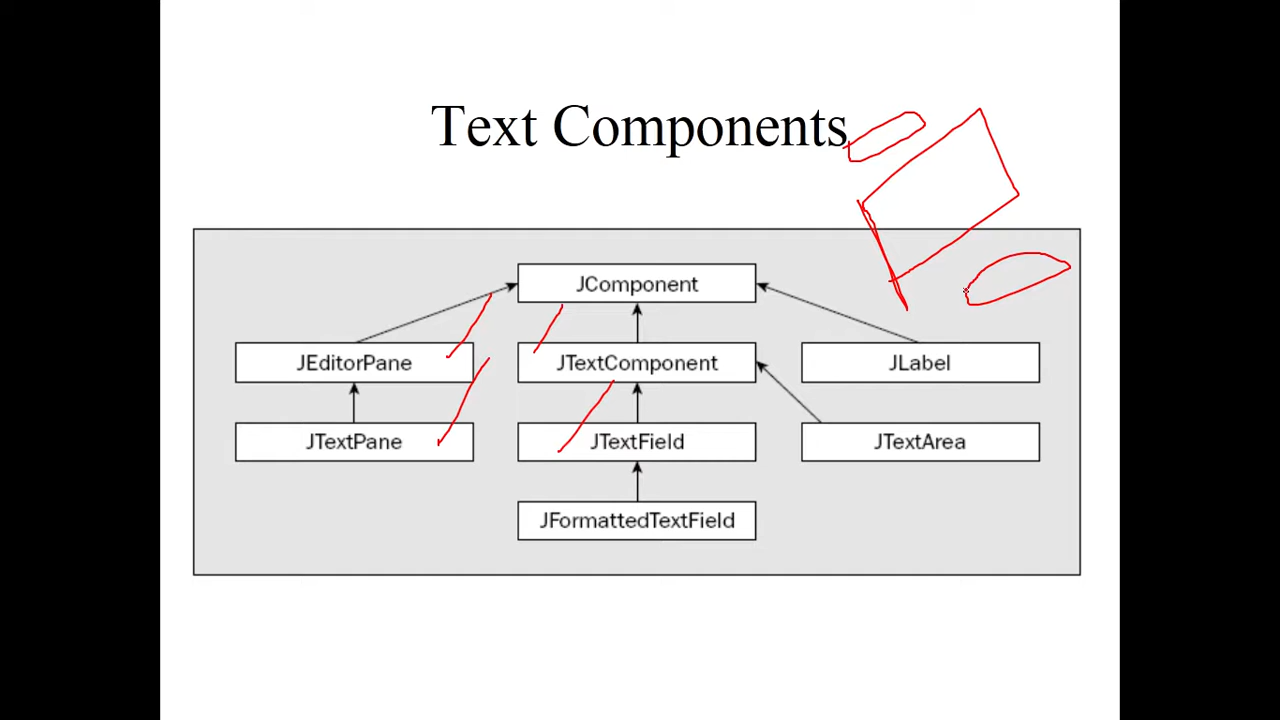 Text Components
JComponent
JEditorPane JTextComponent JLabel
JTextPane JTextField JTextArea
JFormattedTextField